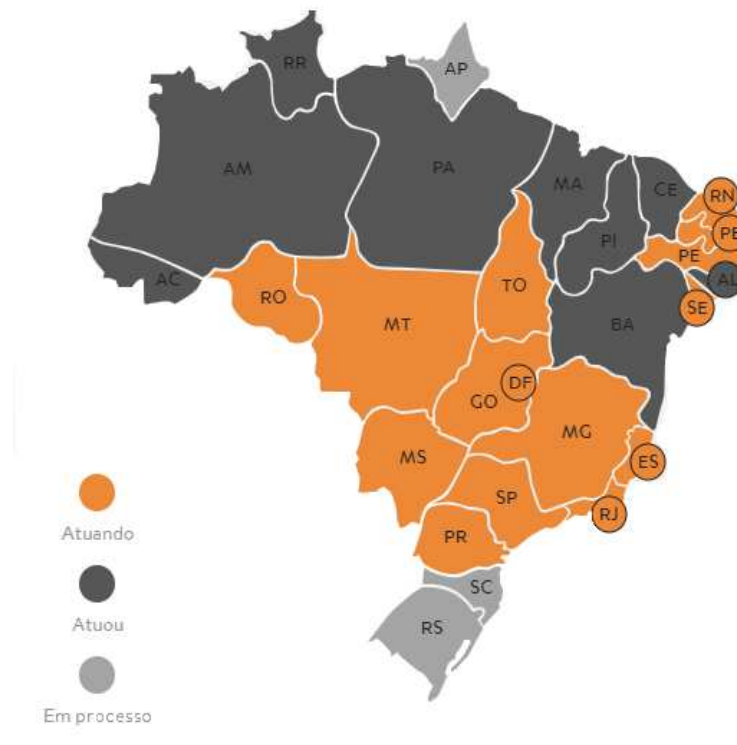 RR
AP
AM
PA
MA
CE
RN
PB
PI
PE
AC
AL
TO
RO
SE
MT
BA
DF
GO
MG
MS
ES
SP
RJ
PR
SC
RS
Atuando
Atuou
Em processo